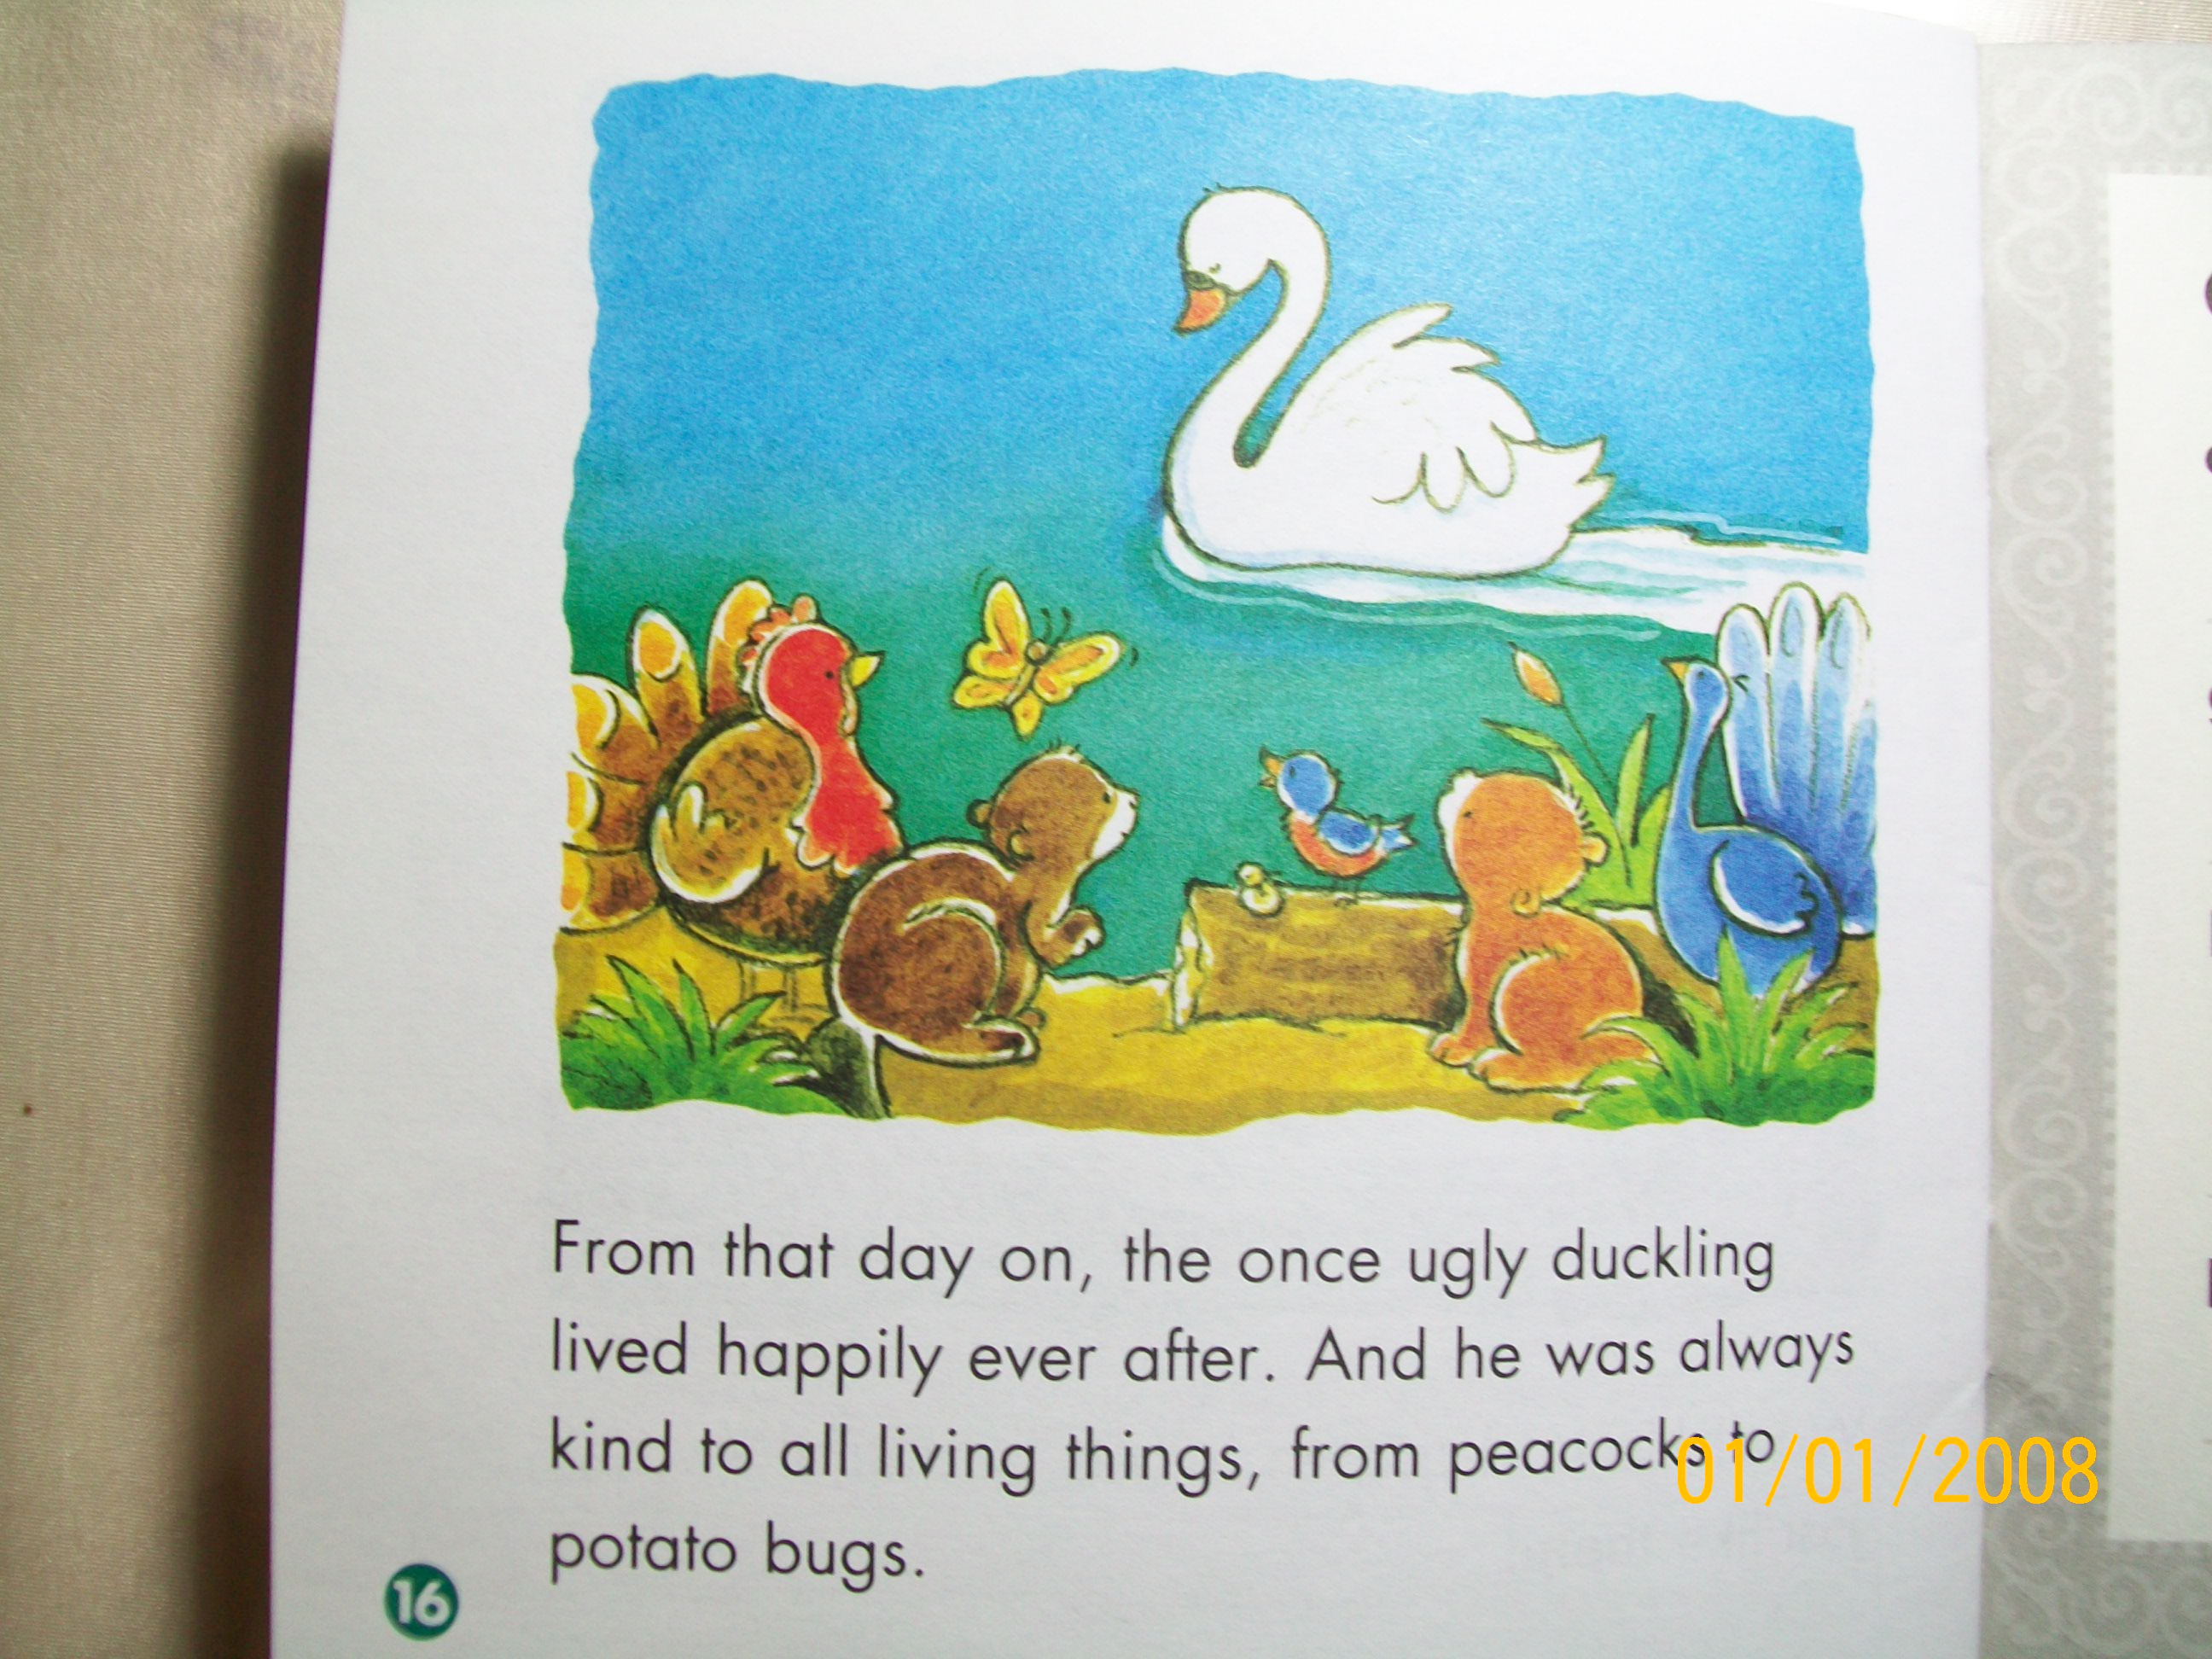 From that day on, the once ugly duckling
lived happily ever after. And he was always
kind to all living things, from peacocks to
01/01/2008
potato bugs.
16